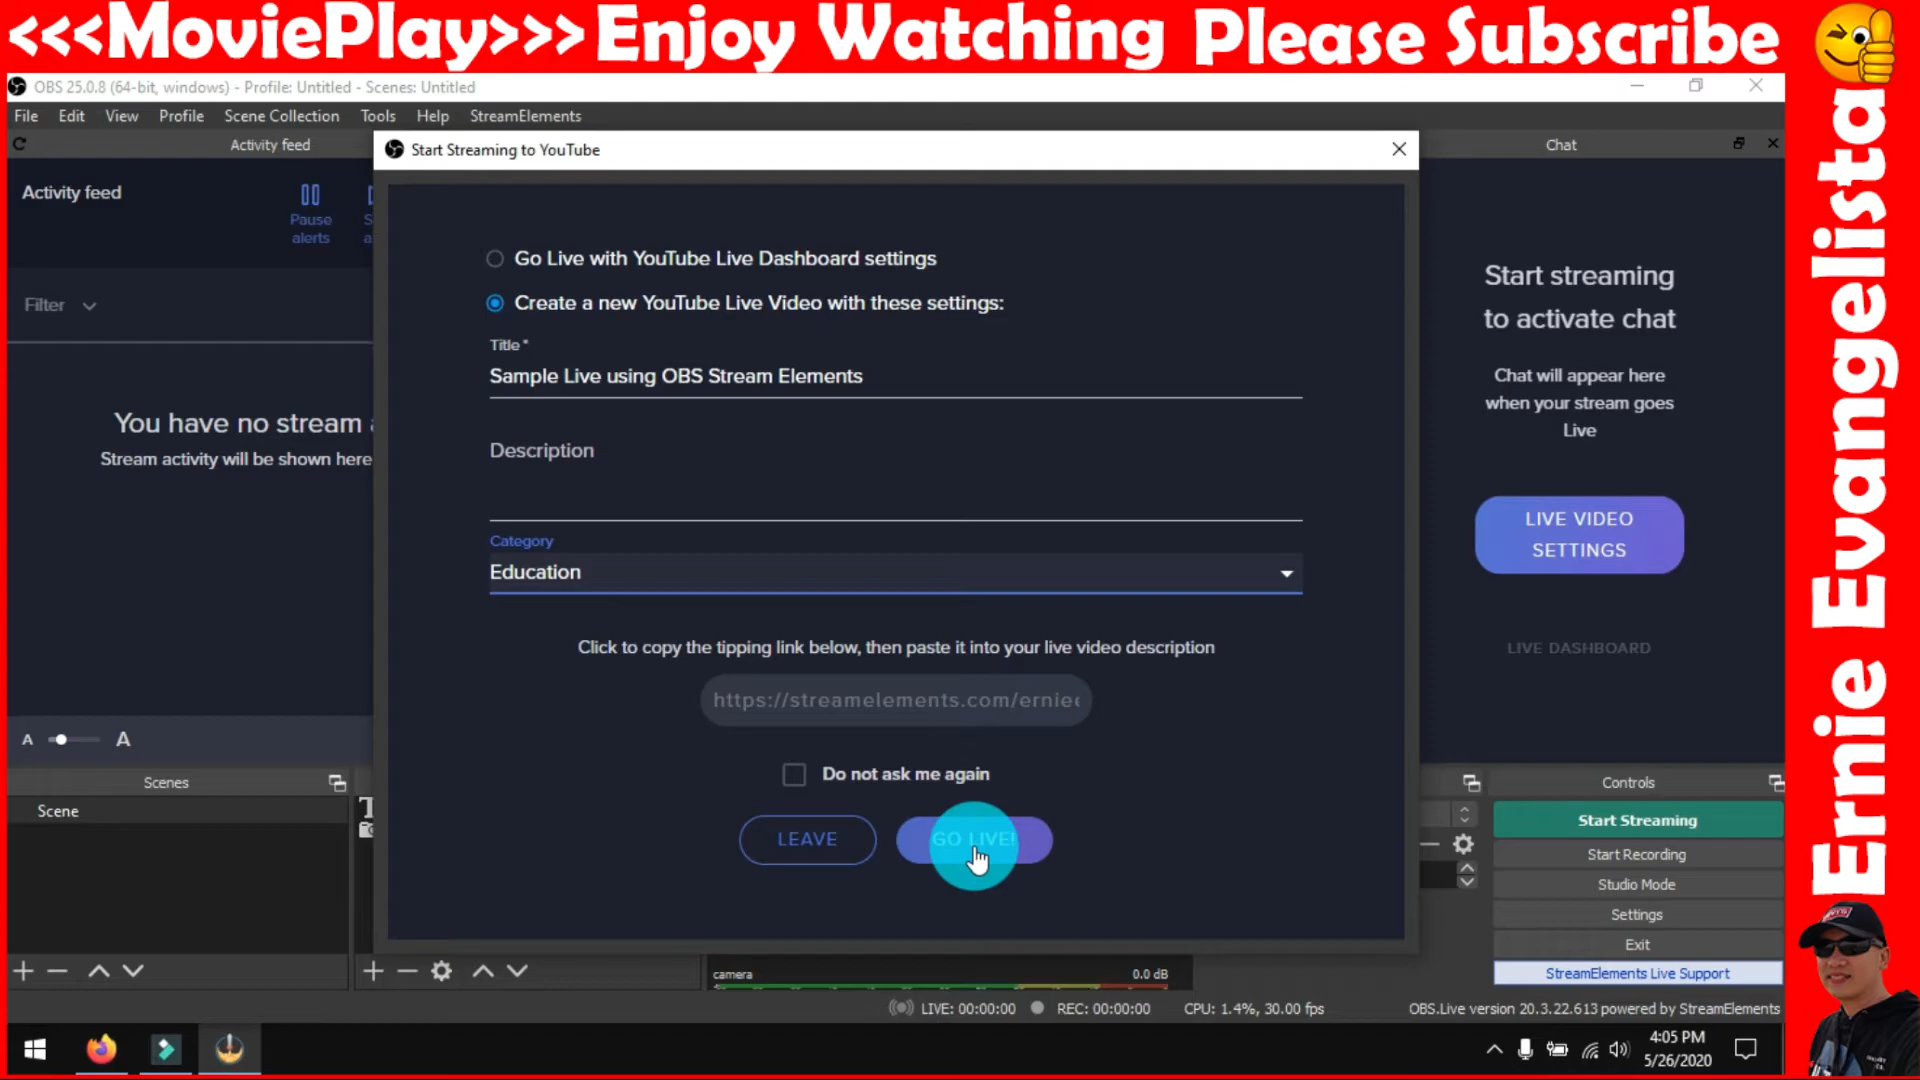 <<<MoviePlay>>> Enjoy Watching Please Subscribe
Ernie Evangelista
OBS 25.0.8 (64-bit, windows) - Profile: Untitled - Scenes: Untitled
File Edit View Profile Scene Collection Tools Help StreamElements
Activity feed
Start Streaming to YouTube
Chat
Activity feed
Pause
alerts
Filter
You have no stream a
Stream activity will be shown here
Go Live with YouTube Live Dashboard settings
Create a new YouTube Live Video with these settings:
Title *
Sample Live using OBS Stream Elements
Description
Category
Education
Click to copy the tipping link below, then paste it into your live video description
https://streamelements.com/ernie
Do not ask me again
LEAVE
GO LIVE!
Start streaming
to activate chat
Chat will appear here
when your stream goes
Live
LIVE VIDEO
SETTINGS
LIVE DASHBOARD
A A
Scenes
Scene
Controls
Start Streaming
Start Recording
Studio Mode
Settings
Exit
StreamElements Live Support
camera 0.0 dB
LIVE: 00:00:00 REC: 00:00:00 CPU: 1.4%, 30.00 fps
OBS.Live version 20.3.22.613 powered by StreamElements
4:05 PM
5/26/2020